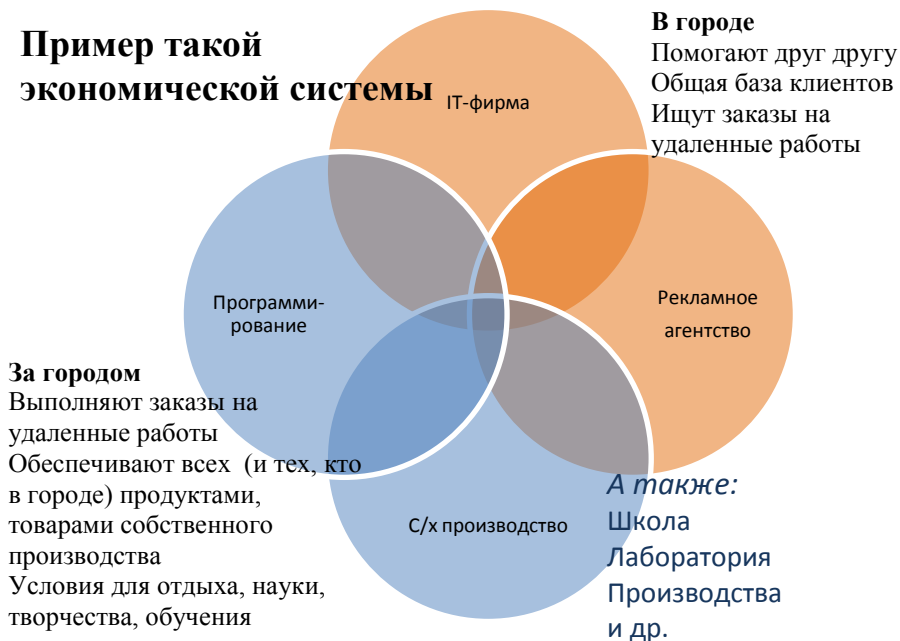 Пример такой
экономической системы
В городе
Помогают друг другу
Общая база клиентов
Ищут заказы на
удаленные работы
IT-фирма
Программи-
рование
Рекламное
агентство
За городом
Выполняют заказы на
удаленные работы
Обеспечивают всех (и тех, кто
в городе) продуктами,
товарами собственного
производства
Условия для отдыха, науки,
творчества, обучения
С/х производство
А также:
Школа
Лаборатория
Производства
и др.